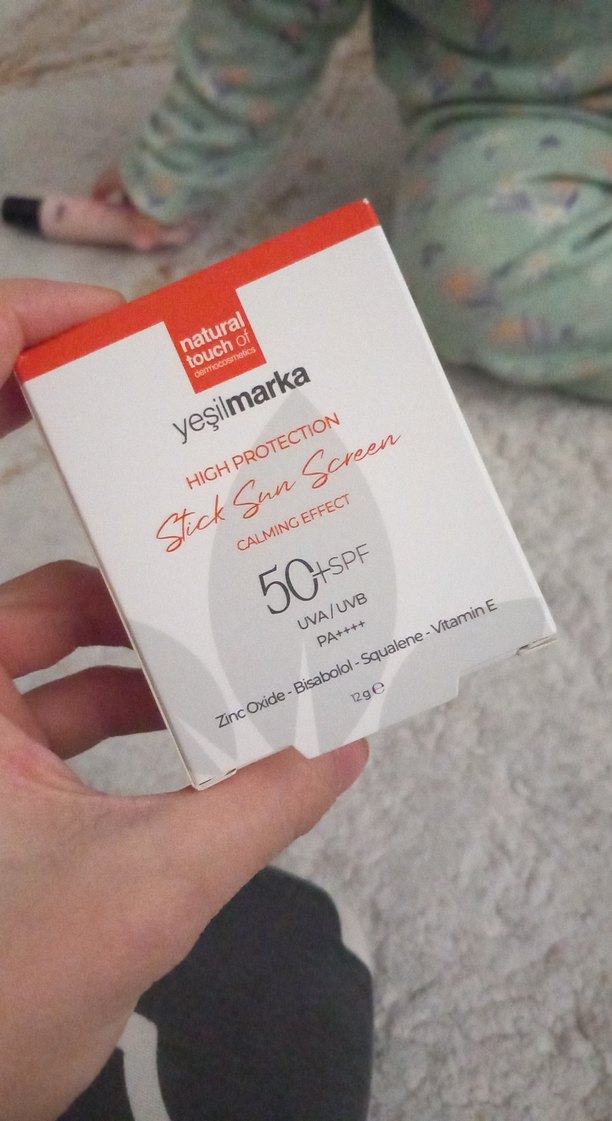 natural
touch of
dermocosmetics
yeşilmarka
HIGH PROTECTION
Stick Sun Screen
CALMING EFFECT
50+SPF
UVA / UVB
PA++++
Zinc Oxide - Bisabolol - Squalene - Vitamin E
12 g ℮